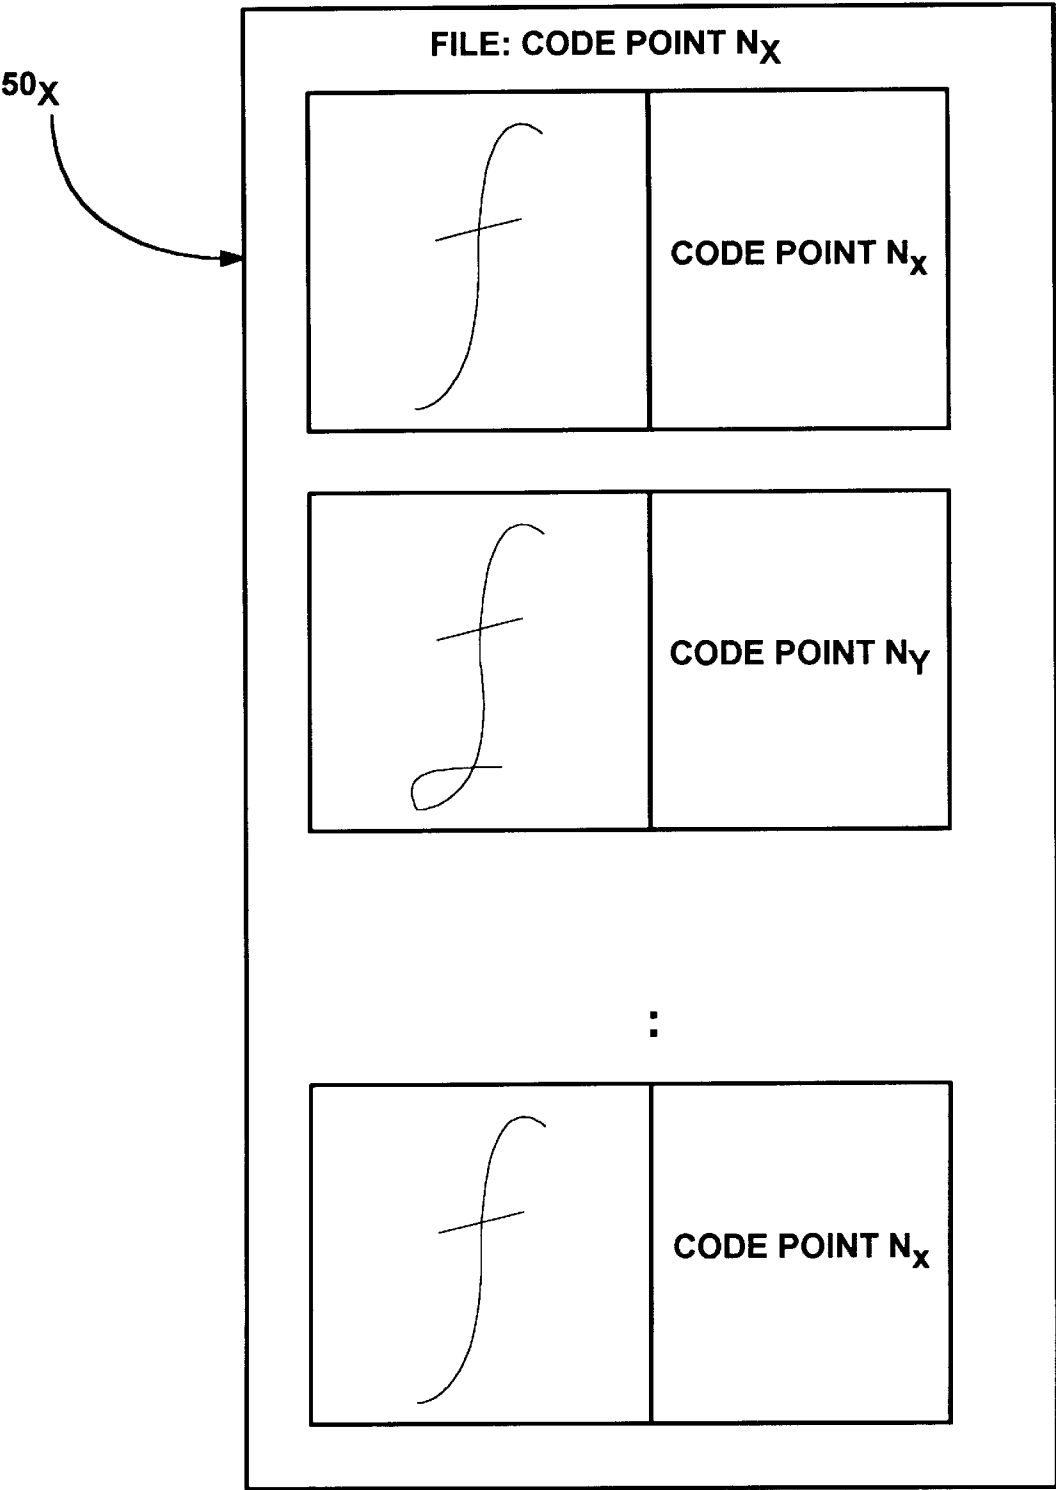 FILE: CODE POINT NX
50X
f
CODE POINT NX
f
CODE POINT NY
:
f
CODE POINT NX